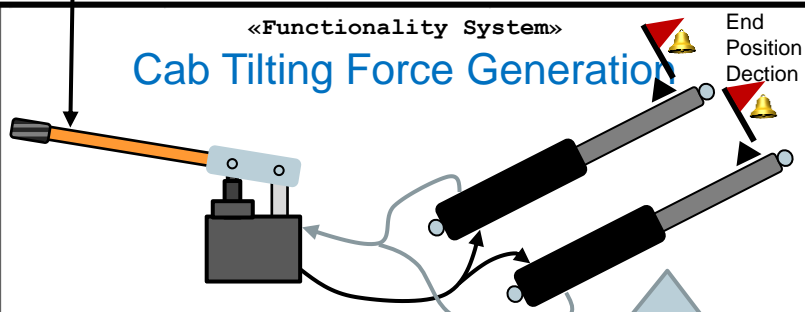 «Functionality System»
Cab Tilting Force Generation
End
Position
Dection